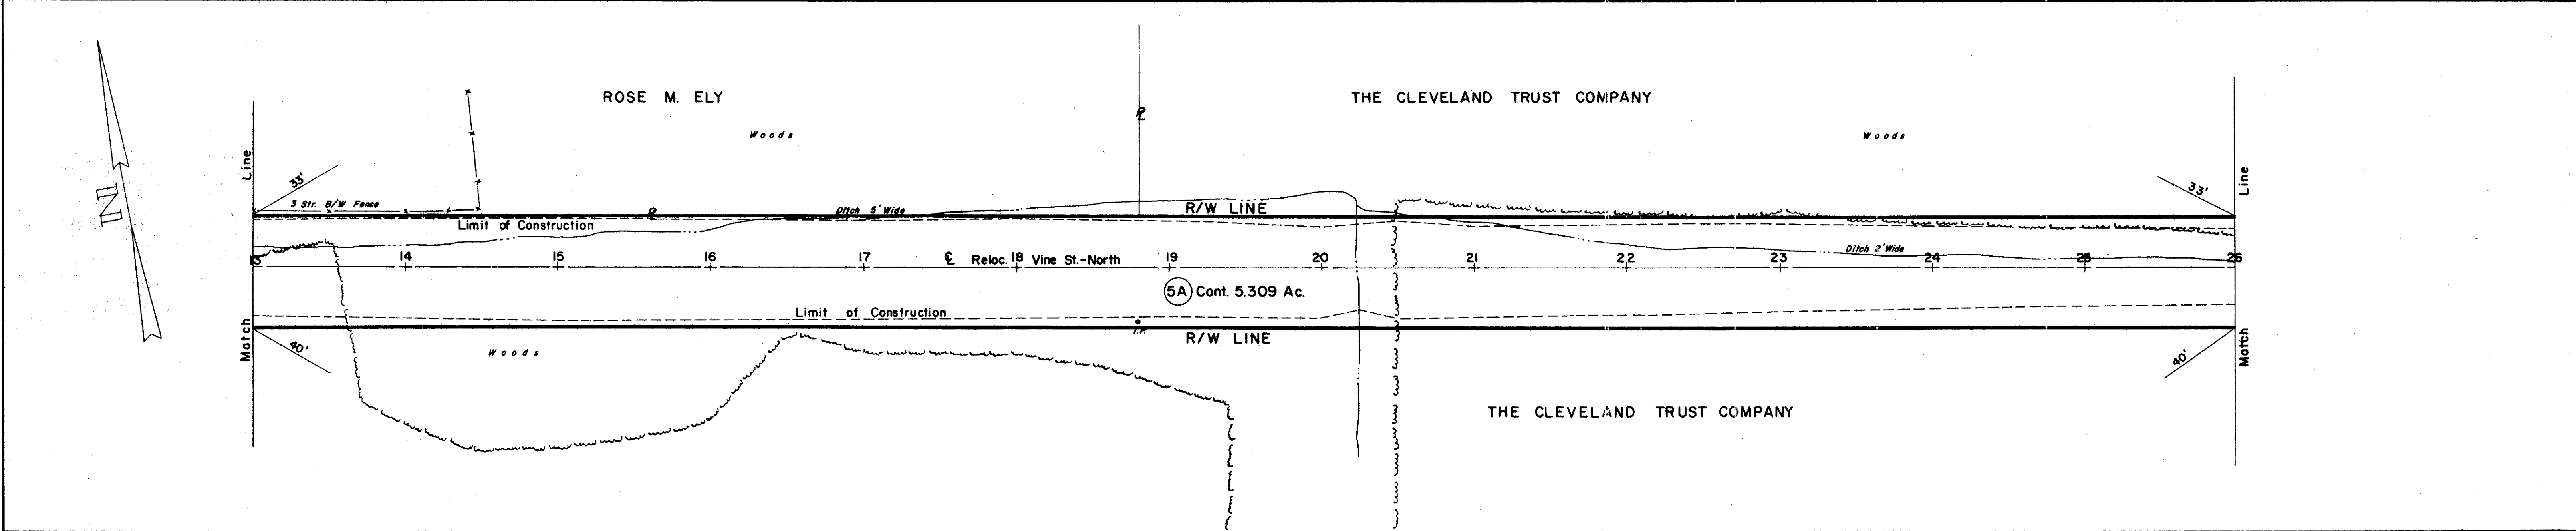 N
ROSE M. ELY
THE CLEVELAND TRUST COMPANY
Woods
Woods
Match Line
Match Line
33'
33'
3 Str. B/W Fence
Ditch 5' Wide
R/W LINE
Limit of Construction
Ditch 2' Wide
13 14 15 16 17 18 19 20 21 22 23 24 25 26
℄ Reloc. Vine St.-North
5A Cont. 5.309 Ac.
Limit of Construction
I.P.
R/W LINE
40'
40'
Woods
THE CLEVELAND TRUST COMPANY